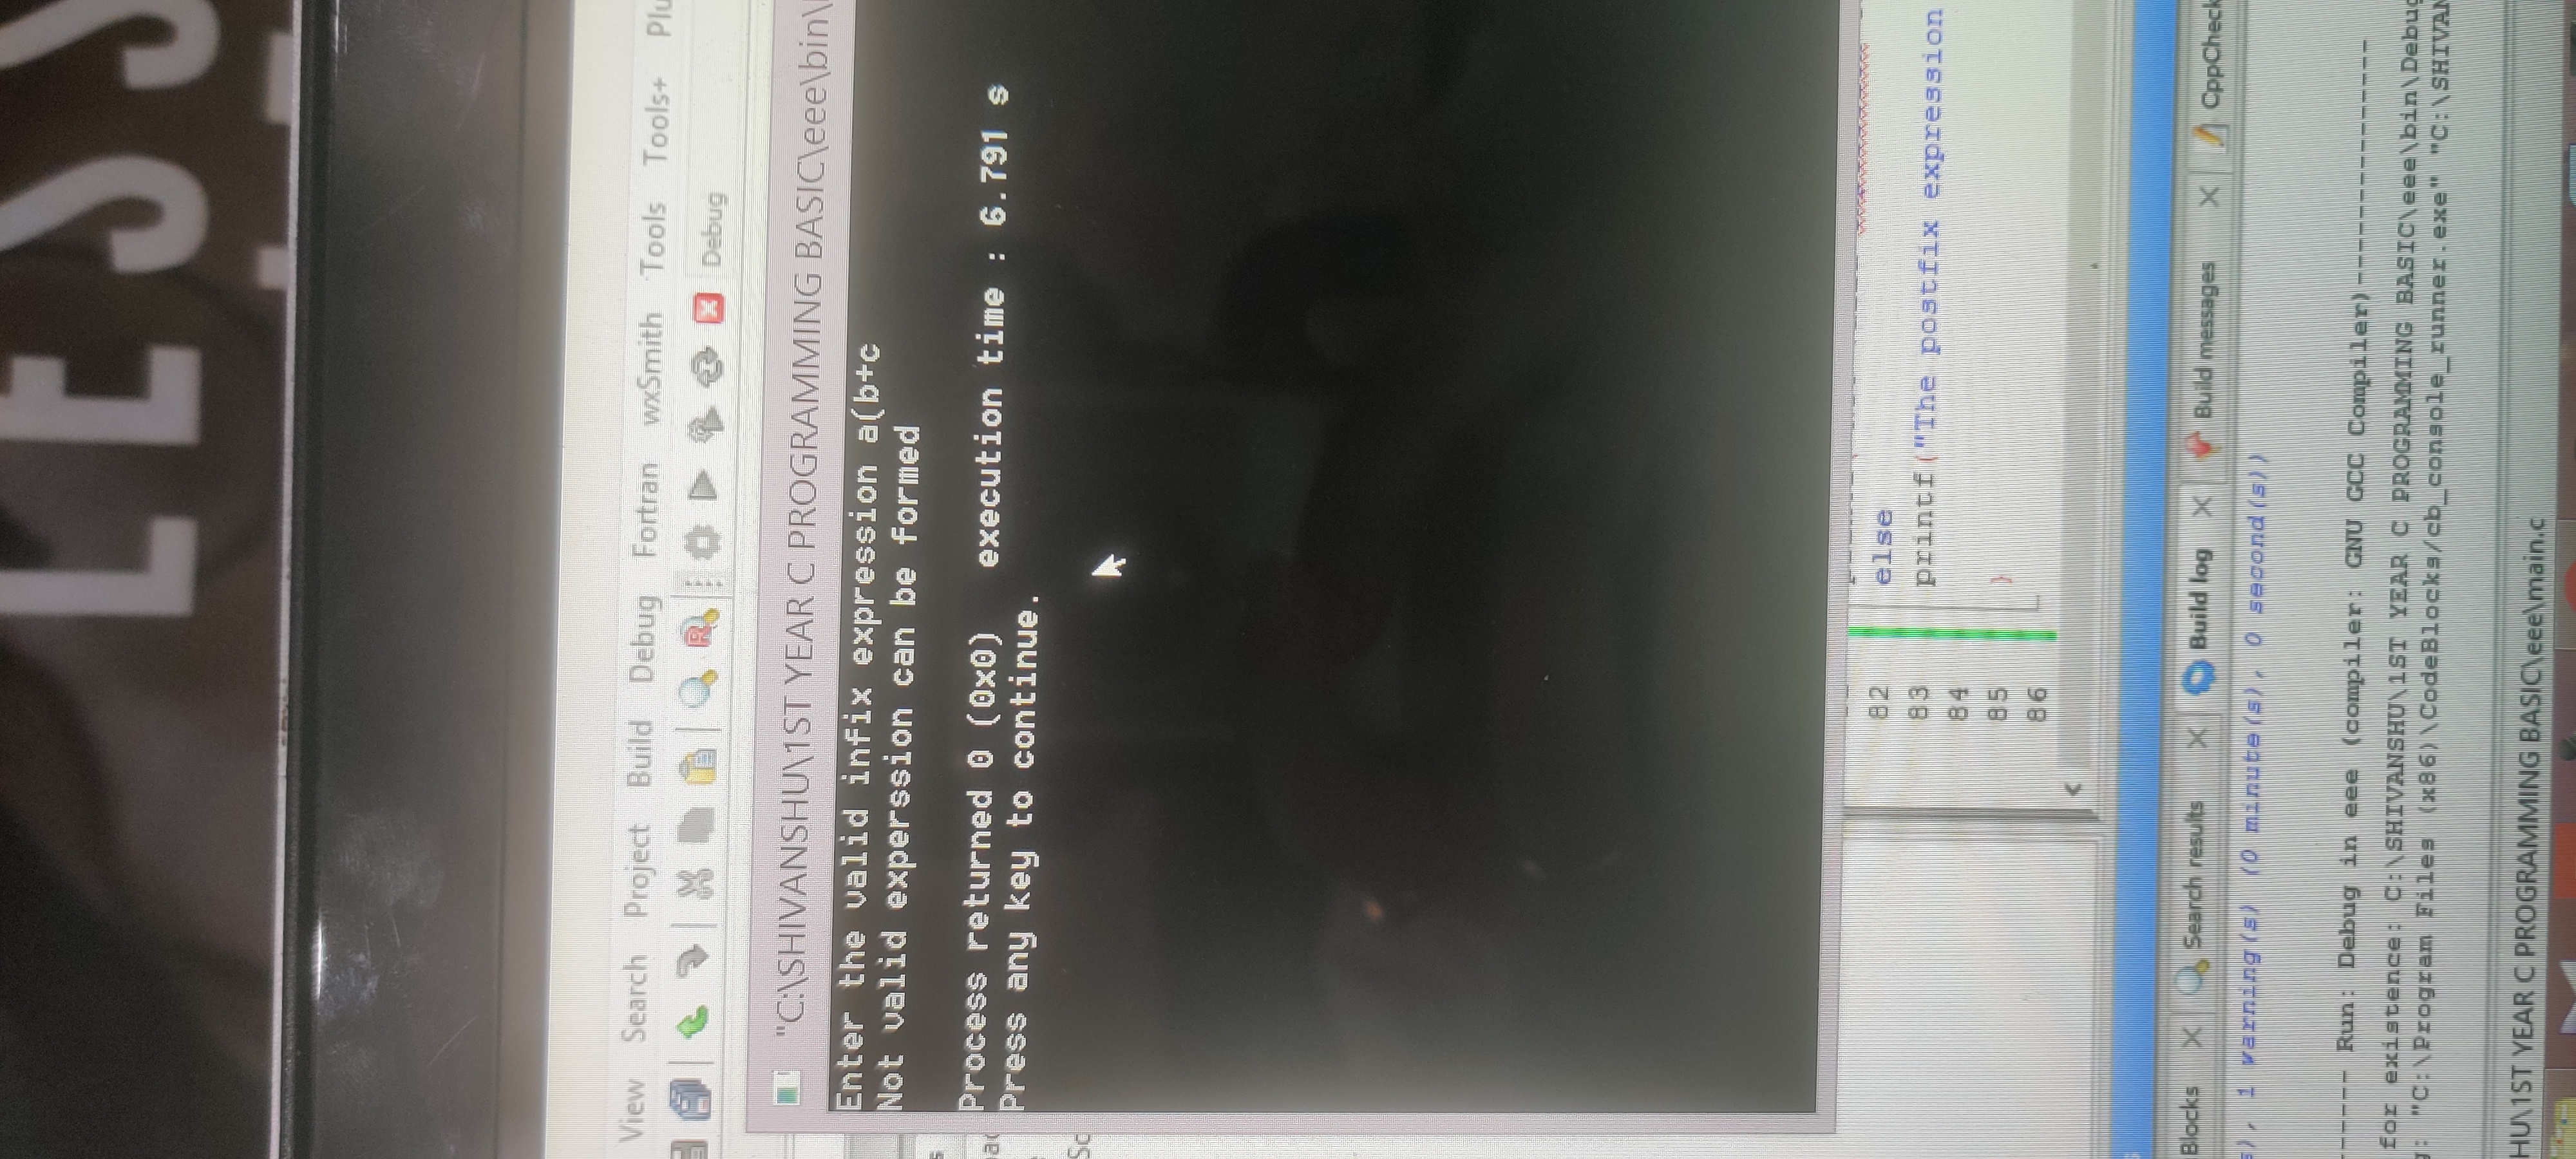 LESS
View Search Project Build Debug Fortran wxSmith Tools Tools+ Plu
Debug
"C:\SHIVANSHU\1ST YEAR C PROGRAMMING BASIC\eee\bin\
Enter the valid infix expression a(b+c
Not valid experssion can be formed
Process returned 0 (0x0) execution time : 6.791 s
Press any key to continue.
82 else
83 printf("The postfix expression
84
85 }
86
Blocks Search results Build log Build messages CppCheck
s), 1 warning(s) (0 minute(s), 0 second(s))
------ Run: Debug in eee (compiler: GNU GCC Compiler)---------------
for existence: C:\SHIVANSHU\1ST YEAR C PROGRAMMING BASIC\eee\bin\Debug
g: "C:\Program Files (x86)\CodeBlocks/cb_console_runner.exe" "C:\SHIVAN
HU\1ST YEAR C PROGRAMMING BASIC\eee\main.c